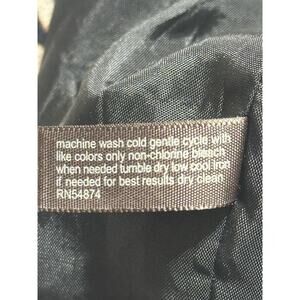 machine wash cold gentle cycle with
like colors only non-chlorine bleach
when needed tumble dry low cool iron
if needed for best results dry clean
RN54874